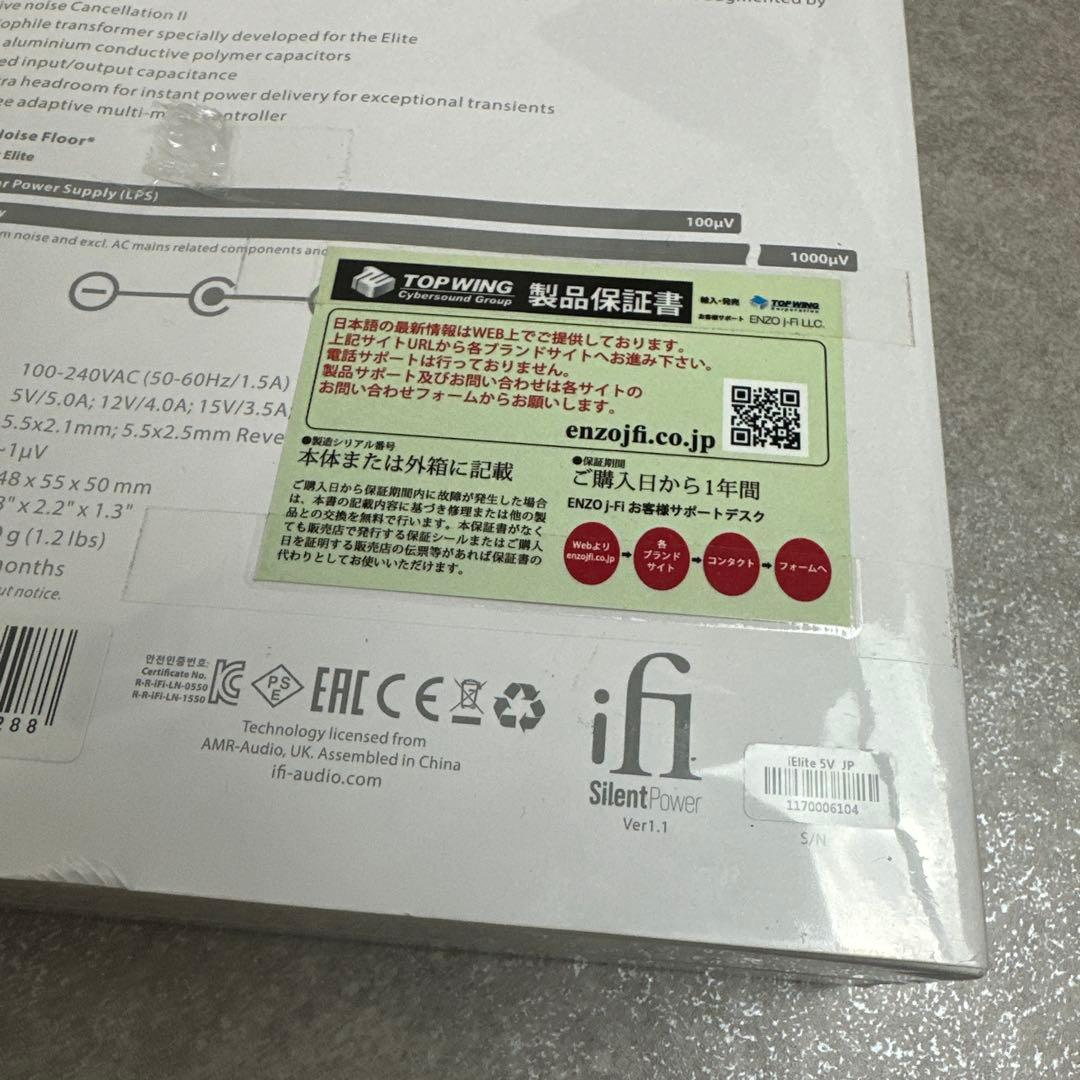 ive noise Cancellation II
ophile transformer specially developed for the Elite
aluminium conductive polymer capacitors
ed input/output capacitance
ra headroom for instant power delivery for exceptional transients
ee adaptive multi-m ntroller
Noise Floor*
Elite
r Power Supply (LPS)
100μV
y
1000μV
m noise and excl. AC mains related components and
100-240VAC (50-60Hz/1.5A)
5V/5.0A; 12V/4.0A; 15V/3.5A;
5.5x2.1mm; 5.5x2.5mm Reve
~1μV
48 x 55 x 50 mm
8" x 2.2" x 1.3"
g (1.2 lbs)
months
ut notice.
TOPWING
Cybersound Group
製品保証書
輸入・発売
TOPWING
Corporation
お客様サポート ENZO j-Fi LLC.
日本語の最新情報はWEB上でご提供しております。
上記サイトURLから各ブランドサイトへお進み下さい。
電話サポートは行っておりません。
製品サポート及びお問い合わせは各サイトの
お問い合わせフォームからお願いします。
enzojfi.co.jp
●製造シリアル番号
本体または外箱に記載
●保証期間
ご購入日から1年間
ご購入日から保証期間内に故障が発生した場合
は、本書の記載内容に基づき修理または他の製
品との交換を無料で行います。本保証書がなく
ても販売店で発行する保証シールまたはご購入
日を証明する販売店の伝票等があれば保証書の
代わりとしてお使いいただけます。
ENZO j-Fi お客様サポートデスク
Webより
enzojfi.co.jp
➡
各
ブランド
サイト
➡
コンタクト
➡
フォームへ
288
안전인증번호:
Certificate No.
R-R-iFi-LN-0550
R-R-iFi-LN-1550
PS
E
EAC
CE
Technology licensed from
AMR-Audio, UK. Assembled in China
ifi-audio.com
ifi
SilentPower
Ver1.1
iElite 5V JP
1170006104
S/N